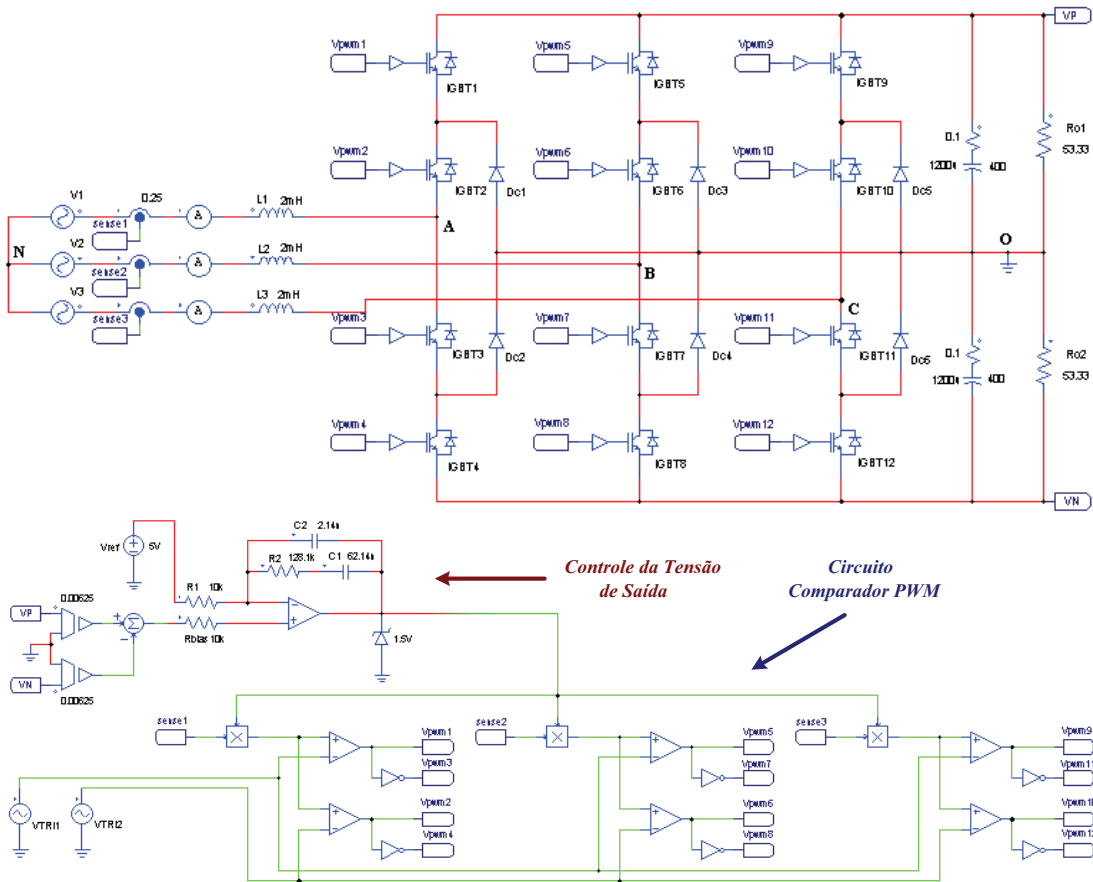 VP
Vpwm1
IGBT1
Vpwm5
IGBT5
Vpwm9
IGBT9
Vpwm2
IGBT2
Dc1
Vpwm6
IGBT6
Dc3
Vpwm10
IGBT10
Dc5
0.1
1200u
400
Ro1
53.33
V1
0.25
sense1
A
L1
2mH
A
N
V2
sense2
A
L2
2mH
B
O
V3
sense3
A
L3
2mH
C
Vpwm3
IGBT3
Dc2
Vpwm7
IGBT7
Dc4
Vpwm11
IGBT11
Dc6
0.1
1200u
400
Ro2
53.33
Vpwm4
IGBT4
Vpwm8
IGBT8
Vpwm12
IGBT12
VN
Vref
5V
C2
2.14n
R2
128.1k
C1
62.14n
R1
10k
Rbias
10k
1.5V
0.00625
VP
VN
0.00625
Controle da Tensão
de Saída
Circuito
Comparador PWM
sense1
Vpwm1
Vpwm3
Vpwm2
Vpwm4
sense2
Vpwm5
Vpwm7
Vpwm6
Vpwm8
sense3
Vpwm9
Vpwm11
Vpwm10
Vpwm12
VTRI1
VTRI2